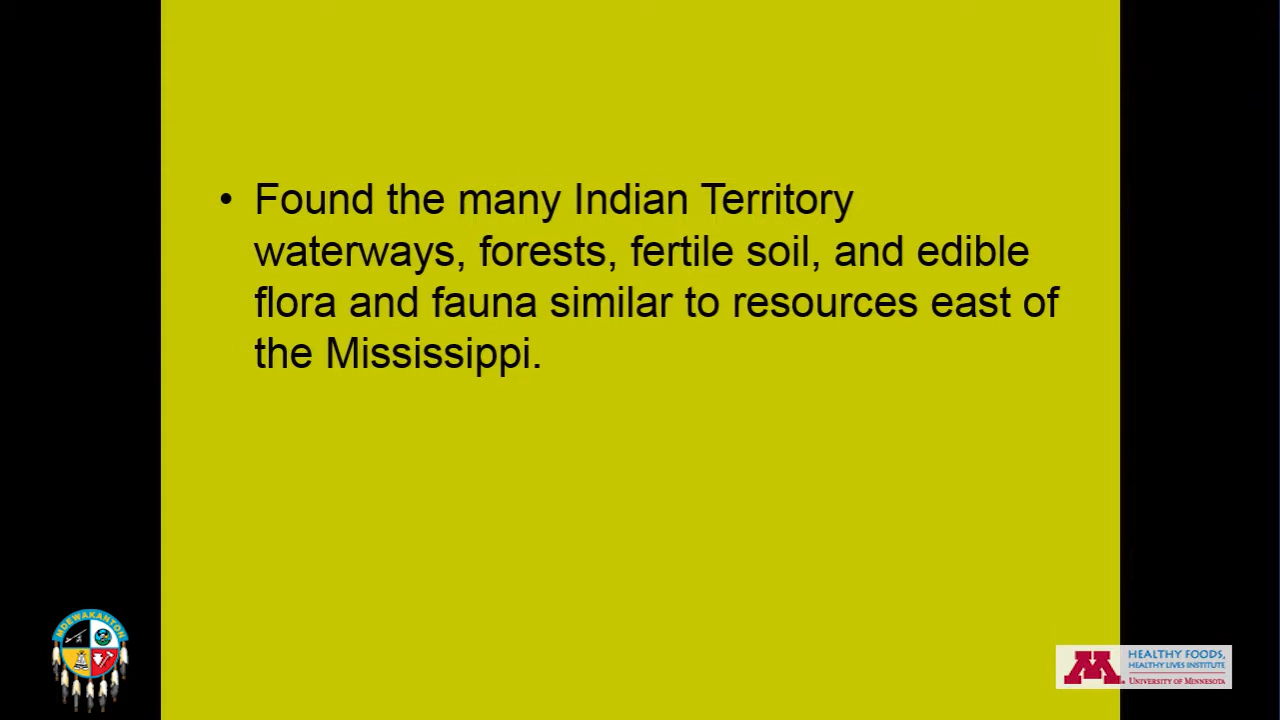 • Found the many Indian Territory
waterways, forests, fertile soil, and edible
flora and fauna similar to resources east of
the Mississippi.
MDEWAKANTON
M.
HEALTHY FOODS,
HEALTHY LIVES INSTITUTE
UNIVERSITY OF MINNESOTA